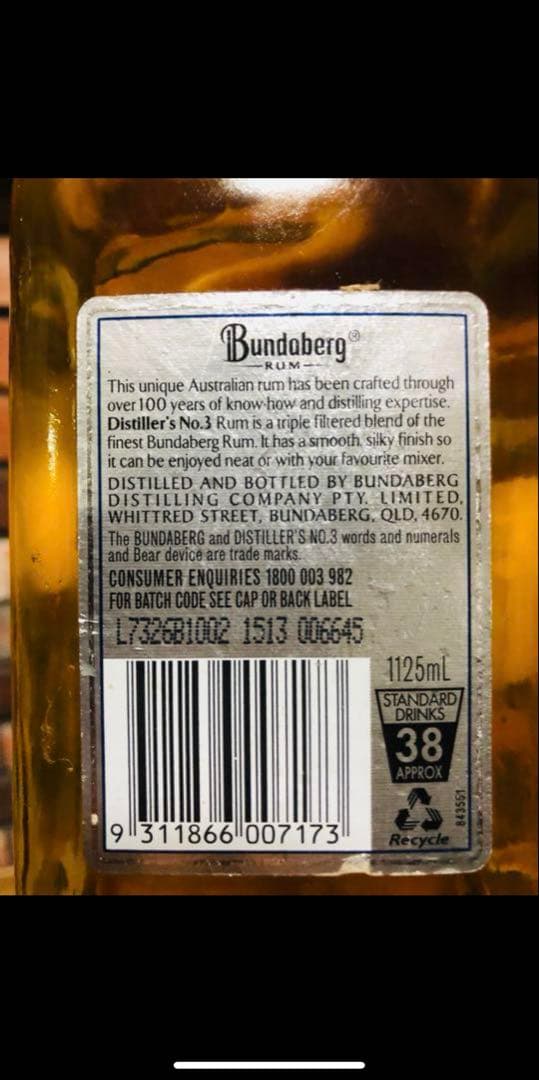 Bundaberg®
RUM
This unique Australian rum has been crafted through
over 100 years of know-how and distilling expertise.
Distiller's No.3 Rum is a triple filtered blend of the
finest Bundaberg Rum. It has a smooth, silky finish so
it can be enjoyed neat or with your favourite mixer.
DISTILLED AND BOTTLED BY BUNDABERG
DISTILLING COMPANY PTY. LIMITED,
WHITTRED STREET, BUNDABERG, QLD, 4670.
The BUNDABERG and DISTILLER'S NO.3 words and numerals
and Bear device are trade marks.
CONSUMER ENQUIRIES 1800 003 982
FOR BATCH CODE SEE CAP OR BACK LABEL
L7326B1002 1513 006645
1125mL
STANDARD
DRINKS
38
APPROX
Recycle
843551
9 311866 007173